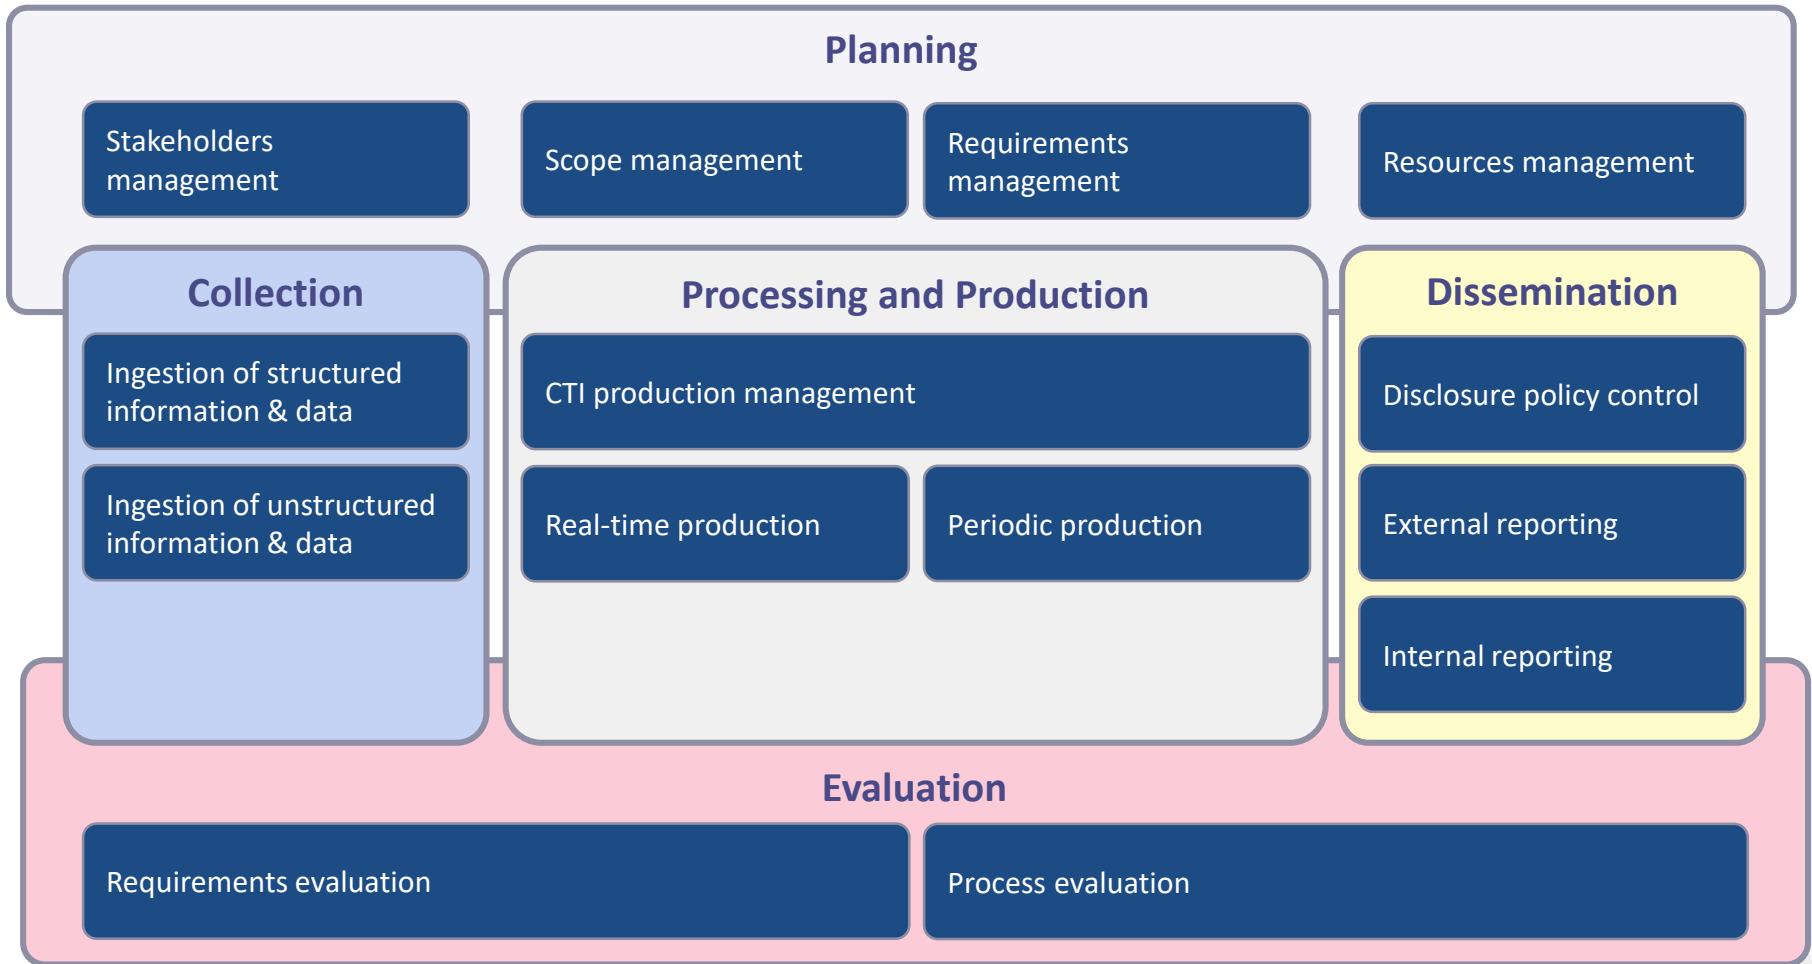 Planning
Stakeholders
management
Scope management
Requirements
management
Resources management
Collection
Ingestion of structured
information & data
Ingestion of unstructured
information & data
Processing and Production
CTI production management
Real-time production
Periodic production
Dissemination
Disclosure policy control
External reporting
Internal reporting
Evaluation
Requirements evaluation
Process evaluation